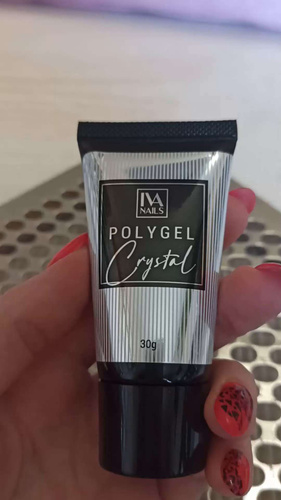 IVA
NAILS
POLYGEL
Crystal
30g